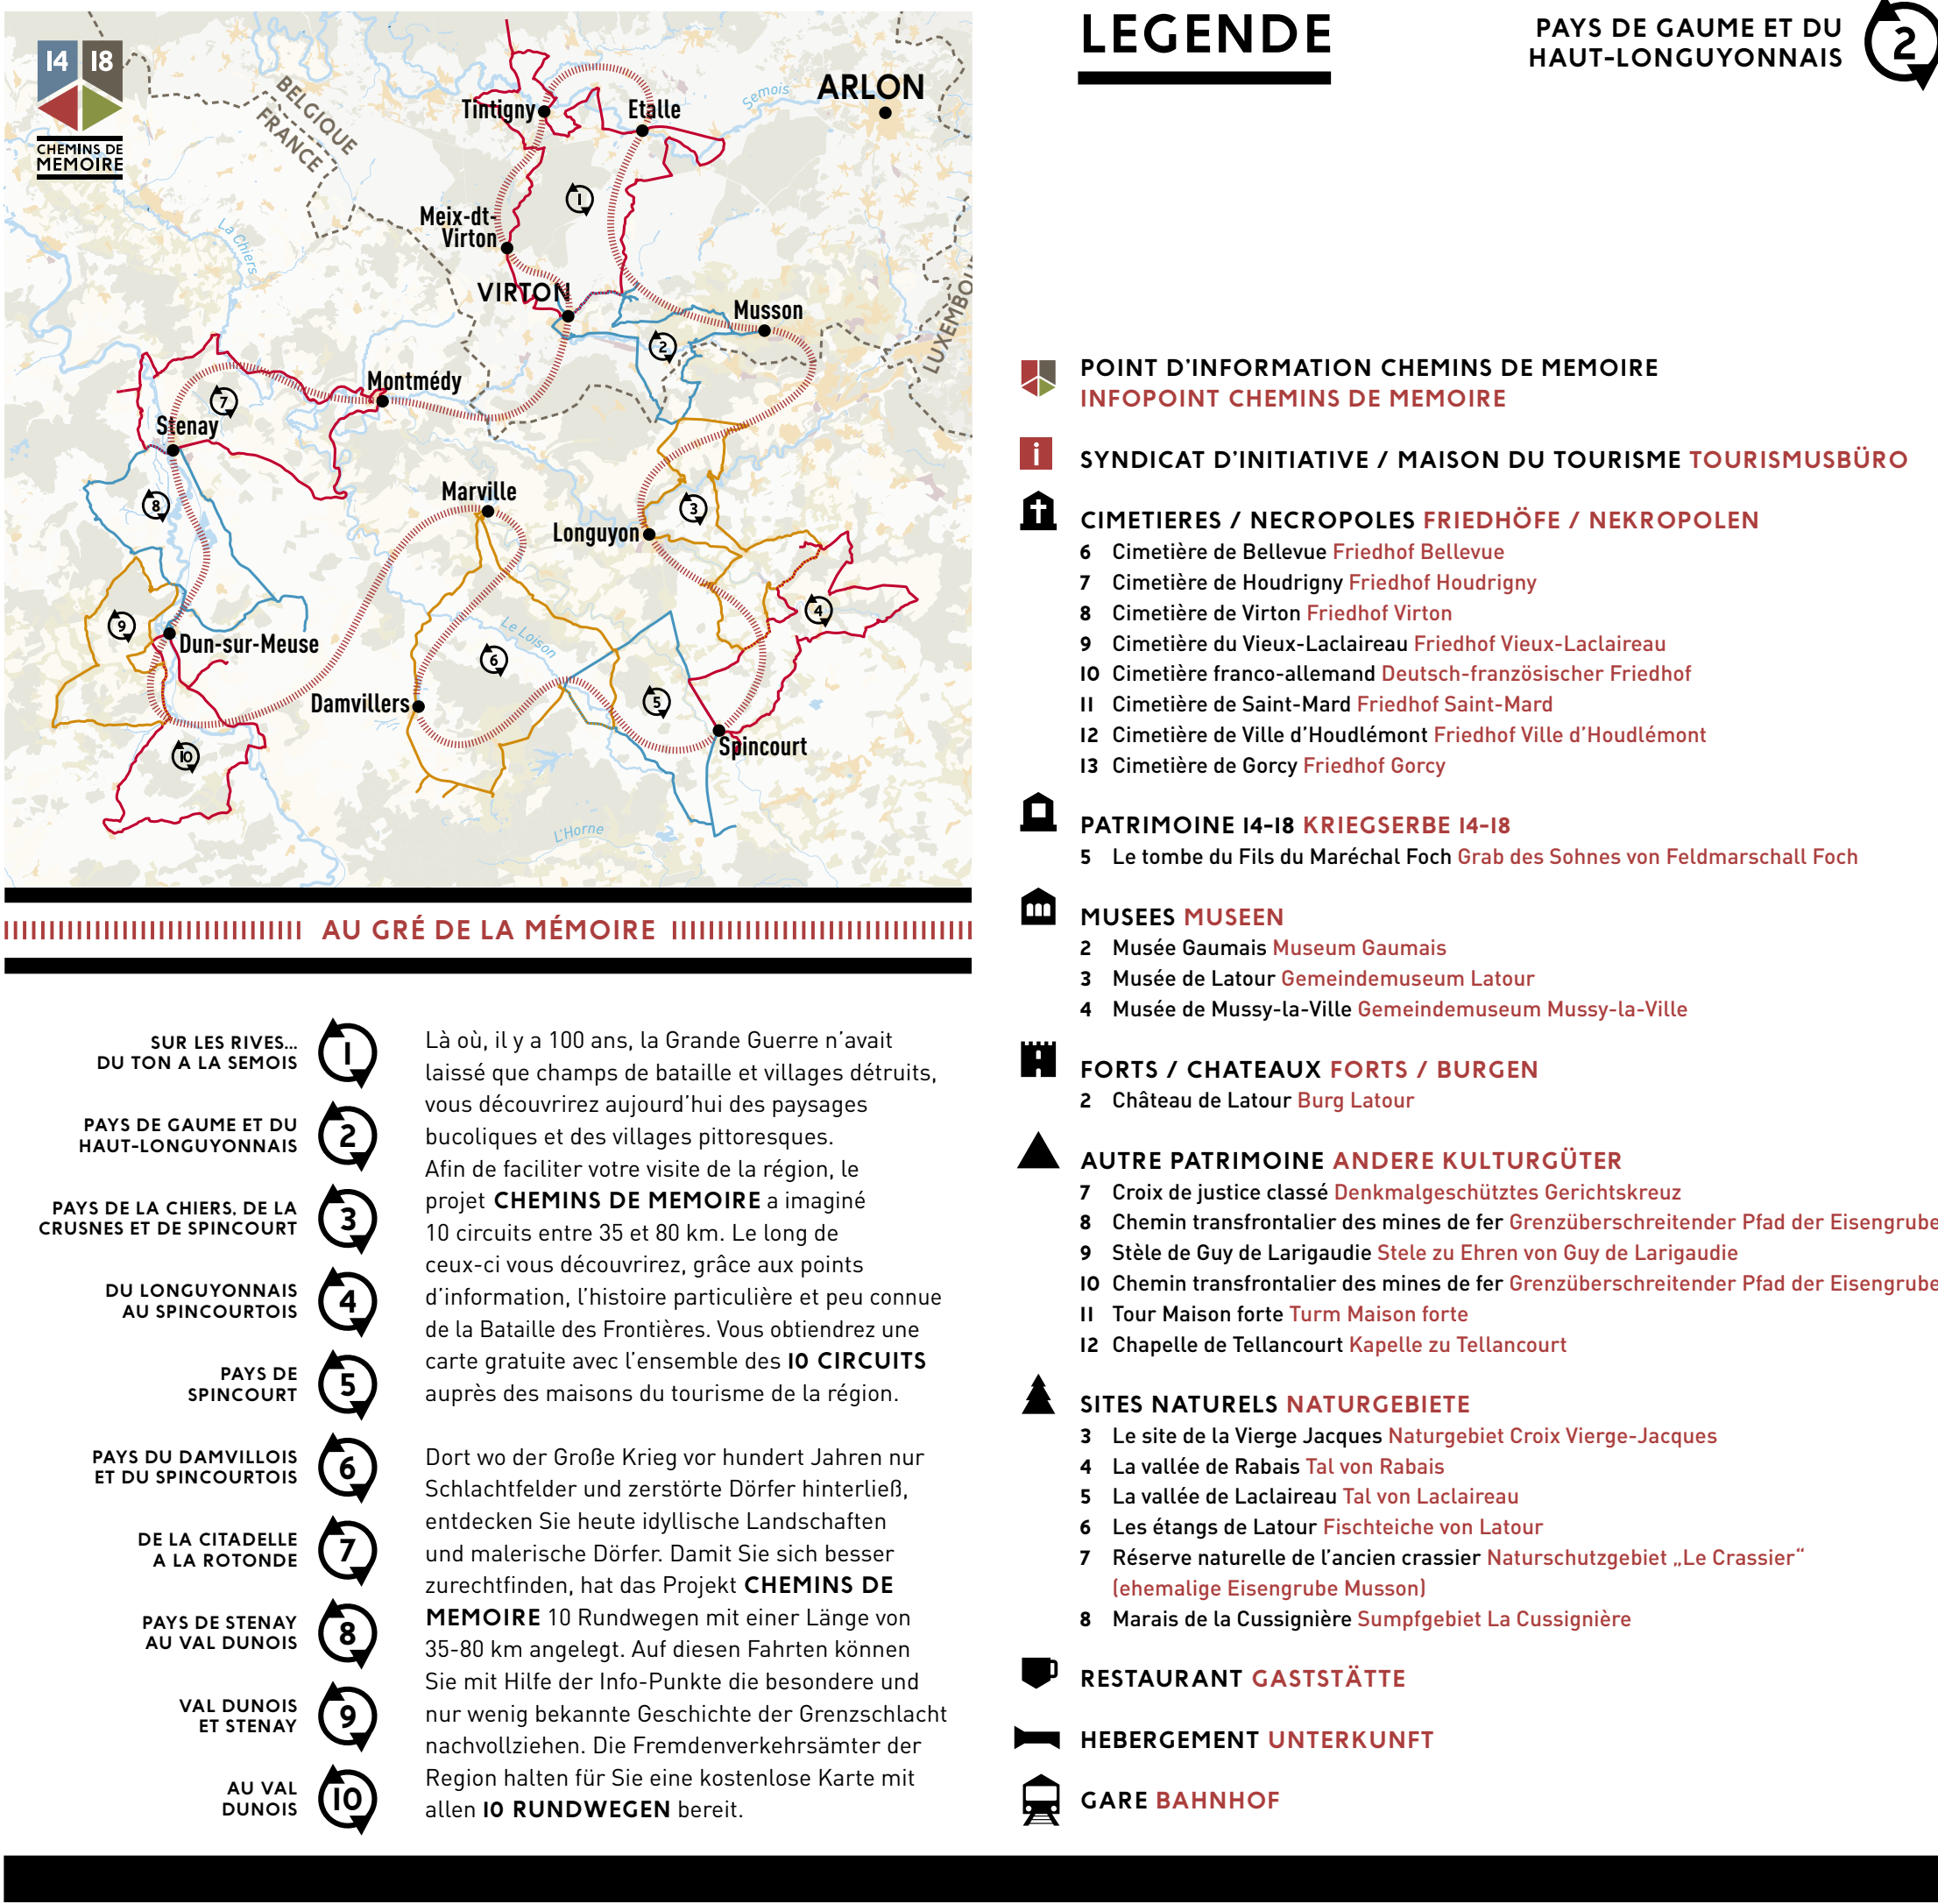 14 18
CHEMINS DE
MEMOIRE
BELGIQUE
FRANCE
La Chiers
Tintigny
Etalle
Semois
ARLON
1
Meix-dt-
Virton
VIRTON
Musson
2
LUXEMBOU
Montmédy
7
Stenay
8
Marville
3
Longuyon
4
9
Dun-sur-Meuse
Le Loison
6
Damvillers
5
Spincourt
10
L'Horne
AU GRÉ DE LA MÉMOIRE
SUR LES RIVES...
DU TON A LA SEMOIS
1
PAYS DE GAUME ET DU
HAUT-LONGUYONNAIS
2
PAYS DE LA CHIERS, DE LA
CRUSNES ET DE SPINCOURT
3
DU LONGUYONNAIS
AU SPINCOURTOIS
4
PAYS DE
SPINCOURT
5
PAYS DU DAMVILLOIS
ET DU SPINCOURTOIS
6
DE LA CITADELLE
A LA ROTONDE
7
PAYS DE STENAY
AU VAL DUNOIS
8
VAL DUNOIS
ET STENAY
9
AU VAL
DUNOIS
10
Là où, il y a 100 ans, la Grande Guerre n'avait
laissé que champs de bataille et villages détruits,
vous découvrirez aujourd'hui des paysages
bucoliques et des villages pittoresques.
Afin de faciliter votre visite de la région, le
projet CHEMINS DE MEMOIRE a imaginé
10 circuits entre 35 et 80 km. Le long de
ceux-ci vous découvrirez, grâce aux points
d'information, l'histoire particulière et peu connue
de la Bataille des Frontières. Vous obtiendrez une
carte gratuite avec l'ensemble des 10 CIRCUITS
auprès des maisons du tourisme de la région.
Dort wo der Große Krieg vor hundert Jahren nur
Schlachtfelder und zerstörte Dörfer hinterließ,
entdecken Sie heute idyllische Landschaften
und malerische Dörfer. Damit Sie sich besser
zurechtfinden, hat das Projekt CHEMINS DE
MEMOIRE 10 Rundwegen mit einer Länge von
35-80 km angelegt. Auf diesen Fahrten können
Sie mit Hilfe der Info-Punkte die besondere und
nur wenig bekannte Geschichte der Grenzschlacht
nachvollziehen. Die Fremdenverkehrsämter der
Region halten für Sie eine kostenlose Karte mit
allen 10 RUNDWEGEN bereit.
LEGENDE
PAYS DE GAUME ET DU
HAUT-LONGUYONNAIS
2
POINT D'INFORMATION CHEMINS DE MEMOIRE
INFOPOINT CHEMINS DE MEMOIRE
i SYNDICAT D'INITIATIVE / MAISON DU TOURISME TOURISMUSBÜRO
CIMETIERES / NECROPOLES FRIEDHÖFE / NEKROPOLEN
6 Cimetière de Bellevue Friedhof Bellevue
7 Cimetière de Houdrigny Friedhof Houdrigny
8 Cimetière de Virton Friedhof Virton
9 Cimetière du Vieux-Laclaireau Friedhof Vieux-Laclaireau
10 Cimetière franco-allemand Deutsch-französischer Friedhof
11 Cimetière de Saint-Mard Friedhof Saint-Mard
12 Cimetière de Ville d'Houdlémont Friedhof Ville d'Houdlémont
13 Cimetière de Gorcy Friedhof Gorcy
PATRIMOINE 14-18 KRIEGSERBE 14-18
5 Le tombe du Fils du Maréchal Foch Grab des Sohnes von Feldmarschall Foch
MUSEES MUSEEN
2 Musée Gaumais Museum Gaumais
3 Musée de Latour Gemeindemuseum Latour
4 Musée de Mussy-la-Ville Gemeindemuseum Mussy-la-Ville
FORTS / CHATEAUX FORTS / BURGEN
2 Château de Latour Burg Latour
AUTRE PATRIMOINE ANDERE KULTURGÜTER
7 Croix de justice classé Denkmalgeschütztes Gerichtskreuz
8 Chemin transfrontalier des mines de fer Grenzüberschreitender Pfad der Eisengrube
9 Stèle de Guy de Larigaudie Stele zu Ehren von Guy de Larigaudie
10 Chemin transfrontalier des mines de fer Grenzüberschreitender Pfad der Eisengrube
11 Tour Maison forte Turm Maison forte
12 Chapelle de Tellancourt Kapelle zu Tellancourt
SITES NATURELS NATURGEBIETE
3 Le site de la Vierge Jacques Naturgebiet Croix Vierge-Jacques
4 La vallée de Rabais Tal von Rabais
5 La vallée de Laclaireau Tal von Laclaireau
6 Les étangs de Latour Fischteiche von Latour
7 Réserve naturelle de l'ancien crassier Naturschutzgebiet „Le Crassier“
(ehemalige Eisengrube Musson)
8 Marais de la Cussignière Sumpfgebiet La Cussignière
RESTAURANT GASTSTÄTTE
HEBERGEMENT UNTERKUNFT
GARE BAHNHOF